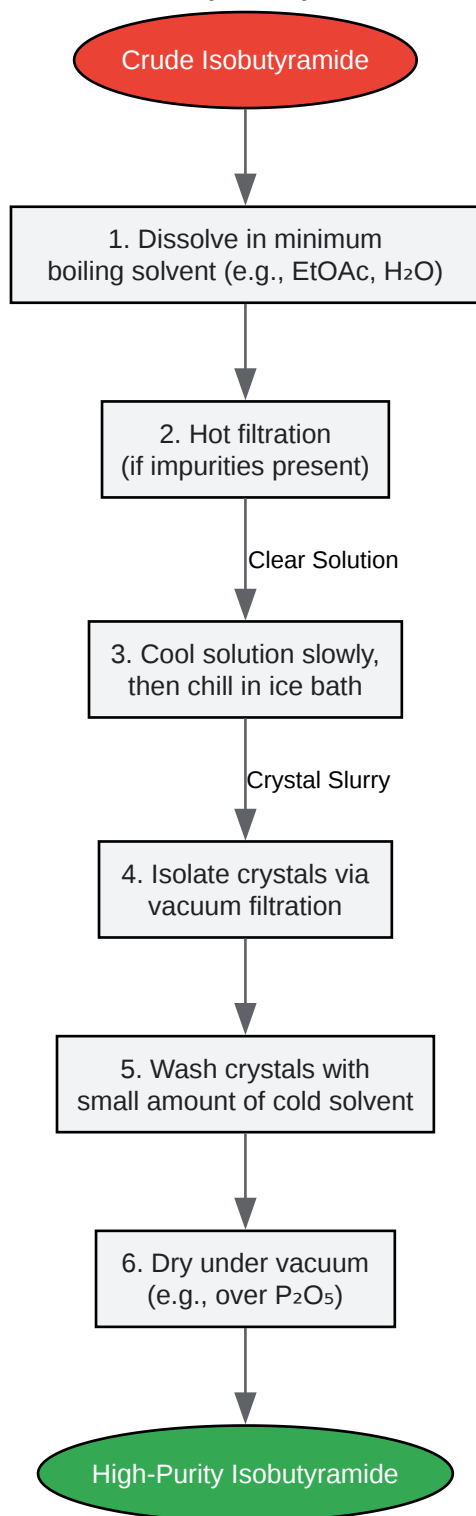 Crude Isobutyramide
1. Dissolve in minimum
boiling solvent (e.g., EtOAc, H₂O)
2. Hot filtration
(if impurities present)
Clear Solution
3. Cool solution slowly,
then chill in ice bath
Crystal Slurry
4. Isolate crystals via
vacuum filtration
5. Wash crystals with
small amount of cold solvent
6. Dry under vacuum
(e.g., over P₂O₅)
High-Purity Isobutyramide